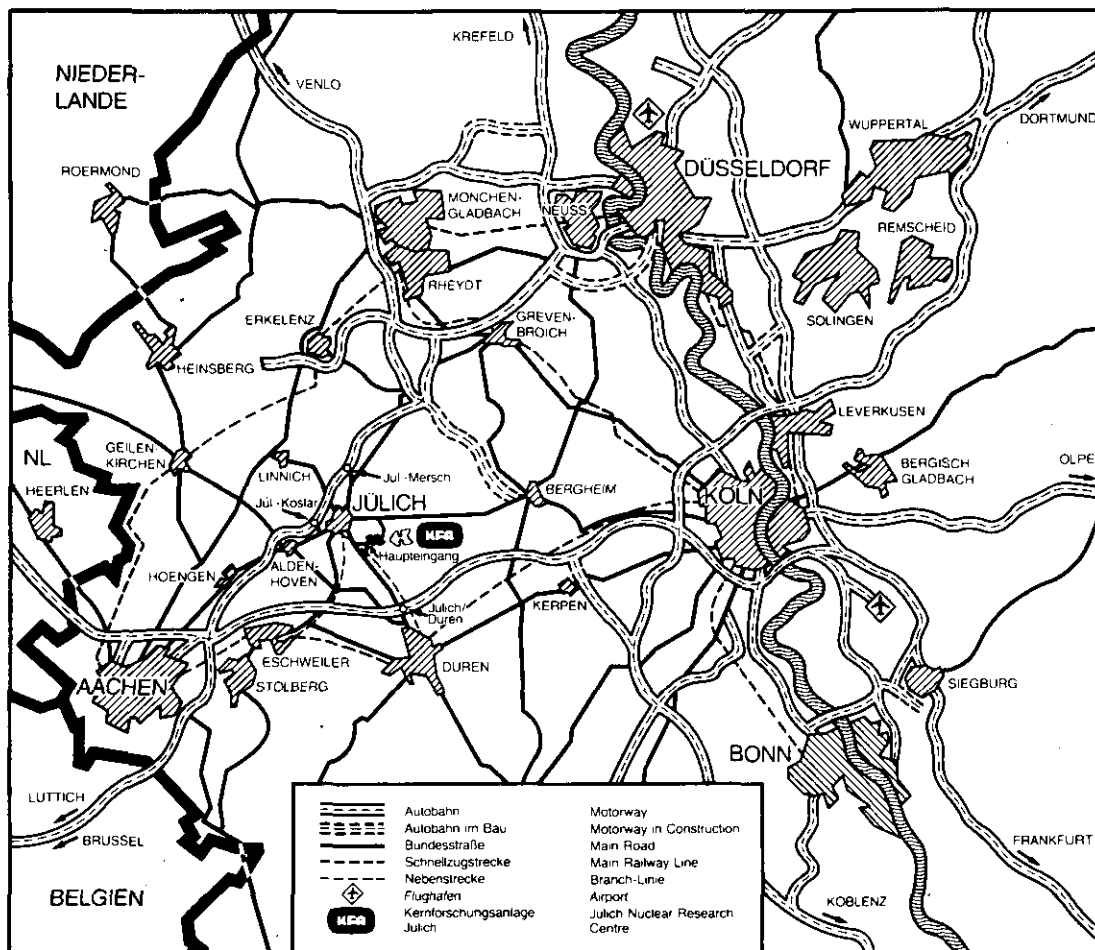 KREFELD
NIEDER-
LANDE
VENLO
DORTMUND
WUPPERTAL
ROERMOND
DÜSSELDORF
MÖNCHEN-
GLADBACH
NEUSS
REMSCHEID
RHEYDT
ERKELENZ
GREVEN-
BROICH
SOLINGEN
HEINSBERG
LEVERKUSEN
GEILEN-
KIRCHEN
NL
HEERLEN
LINNICH
Jül.-Mersch
BERGISCH
GLADBACH
OLPE
Jül.-Koslar
JÜLICH
BERGHEIM
KÖLN
KFA
Haupteingang
HOENGEN
ALDEN-
HOVEN
KERPEN
Jülich/
Düren
ESCHWEILER
DÜREN
AACHEN
STOLBERG
SIEGBURG
BONN
LÜTTICH
BRÜSSEL
FRANKFURT
BELGIEN
KOBLENZ
Autobahn Motorway
Autobahn im Bau Motorway in Construction
Bundesstraße Main Road
Schnellzugstrecke Main Railway Line
Nebenstrecke Branch-Linie
Flughafen Airport
KFA Kernforschungsanlage Jülich Nuclear Research
Jülich Centre